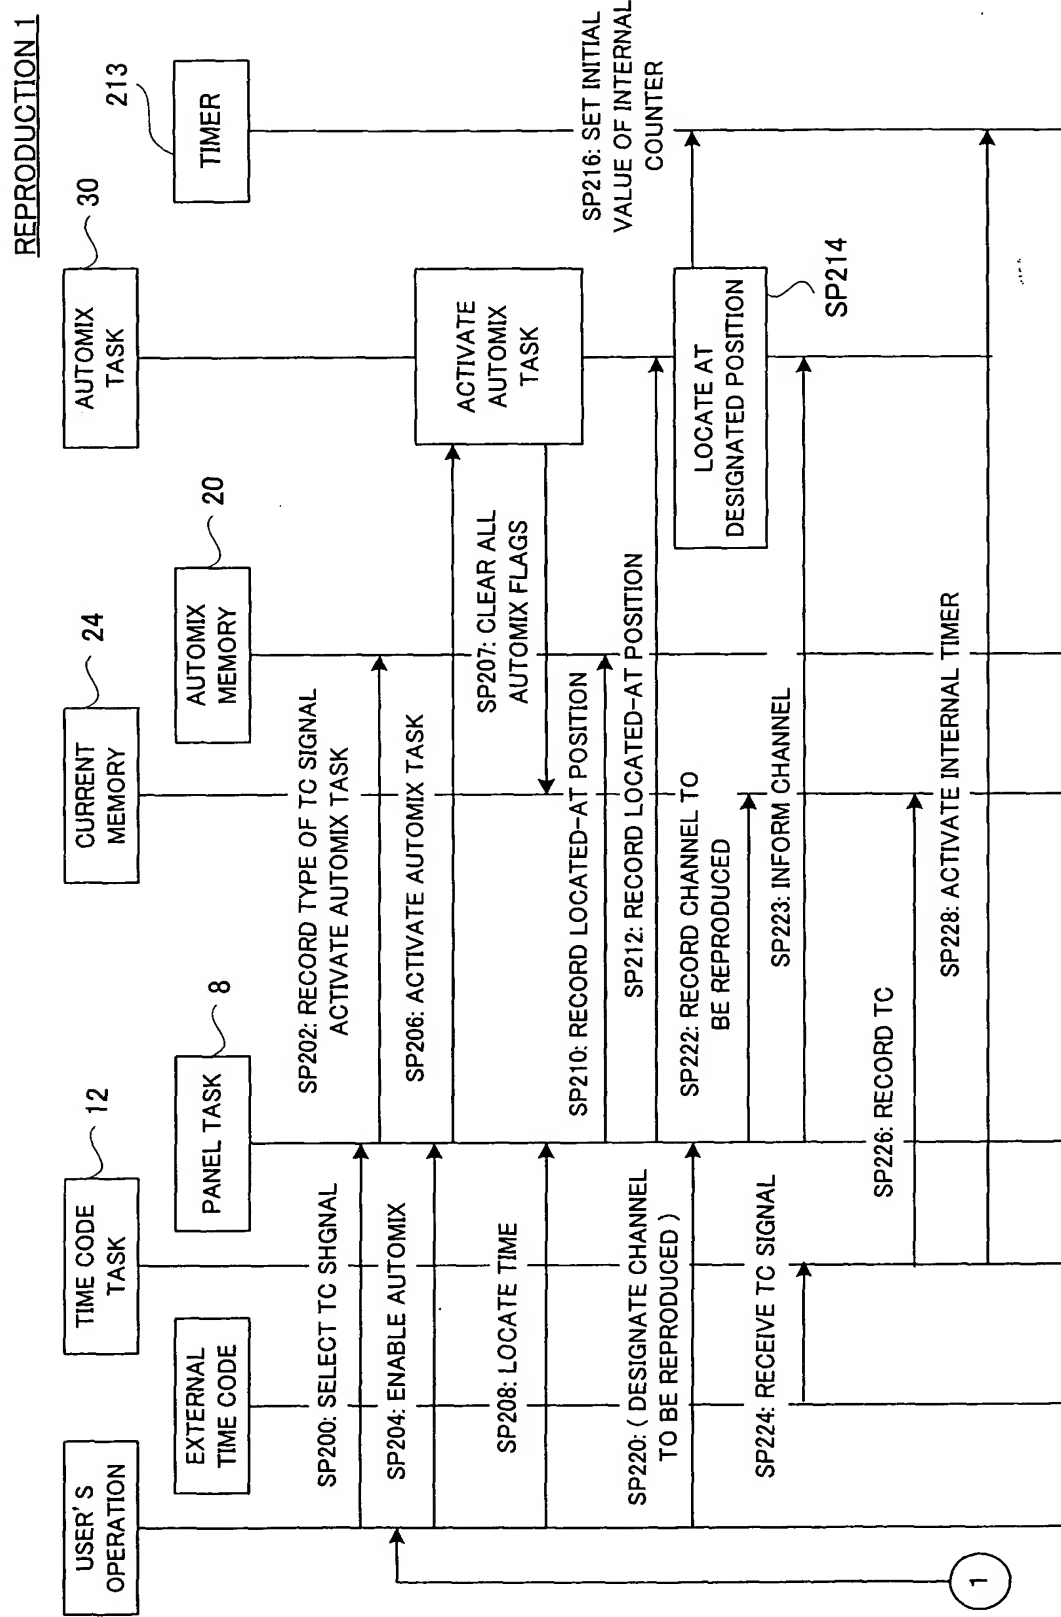 REPRODUCTION 1
USER'S
OPERATION
EXTERNAL
TIME CODE
TIME CODE
TASK
12
PANEL TASK
8
CURRENT
MEMORY
24
AUTOMIX
MEMORY
20
AUTOMIX
TASK
30
TIMER
213
SP200: SELECT TC SHGNAL
SP202: RECORD TYPE OF TC SIGNAL
ACTIVATE AUTOMIX TASK
SP204: ENABLE AUTOMIX
SP206: ACTIVATE AUTOMIX TASK
ACTIVATE
AUTOMIX
TASK
SP207: CLEAR ALL
AUTOMIX FLAGS
SP208: LOCATE TIME
SP210: RECORD LOCATED-AT POSITION
SP212: RECORD LOCATED-AT POSITION
LOCATE AT
DESIGNATED POSITION
SP214
SP216: SET INITIAL
VALUE OF INTERNAL
COUNTER
SP220: ( DESIGNATE CHANNEL
TO BE REPRODUCED )
SP222: RECORD CHANNEL TO
BE REPRODUCED
SP223: INFORM CHANNEL
SP224: RECEIVE TC SIGNAL
SP226: RECORD TC
SP228: ACTIVATE INTERNAL TIMER
1